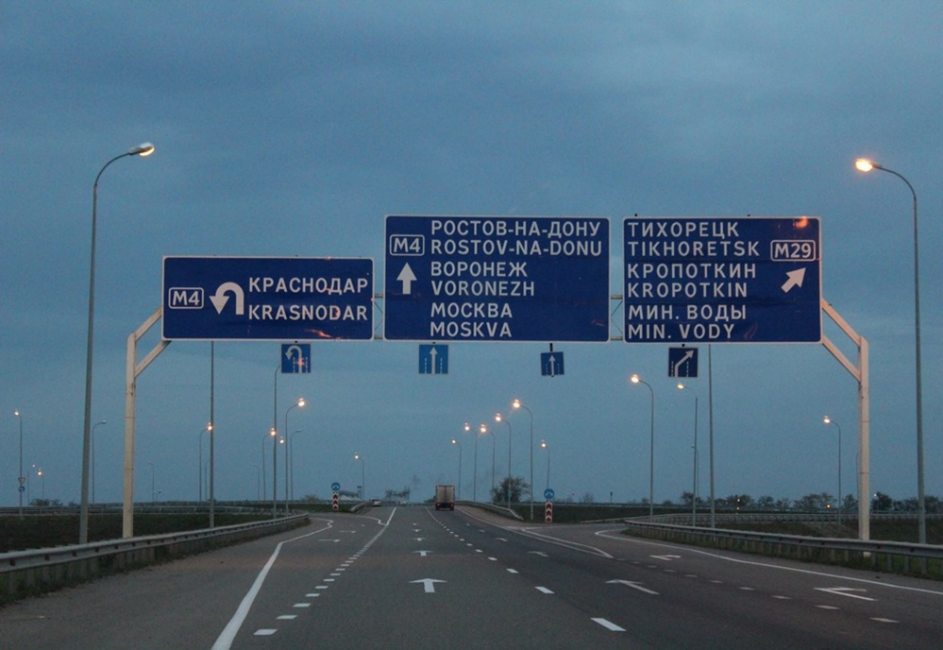 M4
КРАСНОДАР
KRASNODAR
M4
РОСТОВ-НА-ДОНУ
ROSTOV-NA-DONU
ВОРОНЕЖ
VORONEZH
МОСКВА
MOSKVA
ТИХОРЕЦК
TIKHORETSK
M29
КРОПОТКИН
KROPOTKIN
МИН. ВОДЫ
MIN. VODY